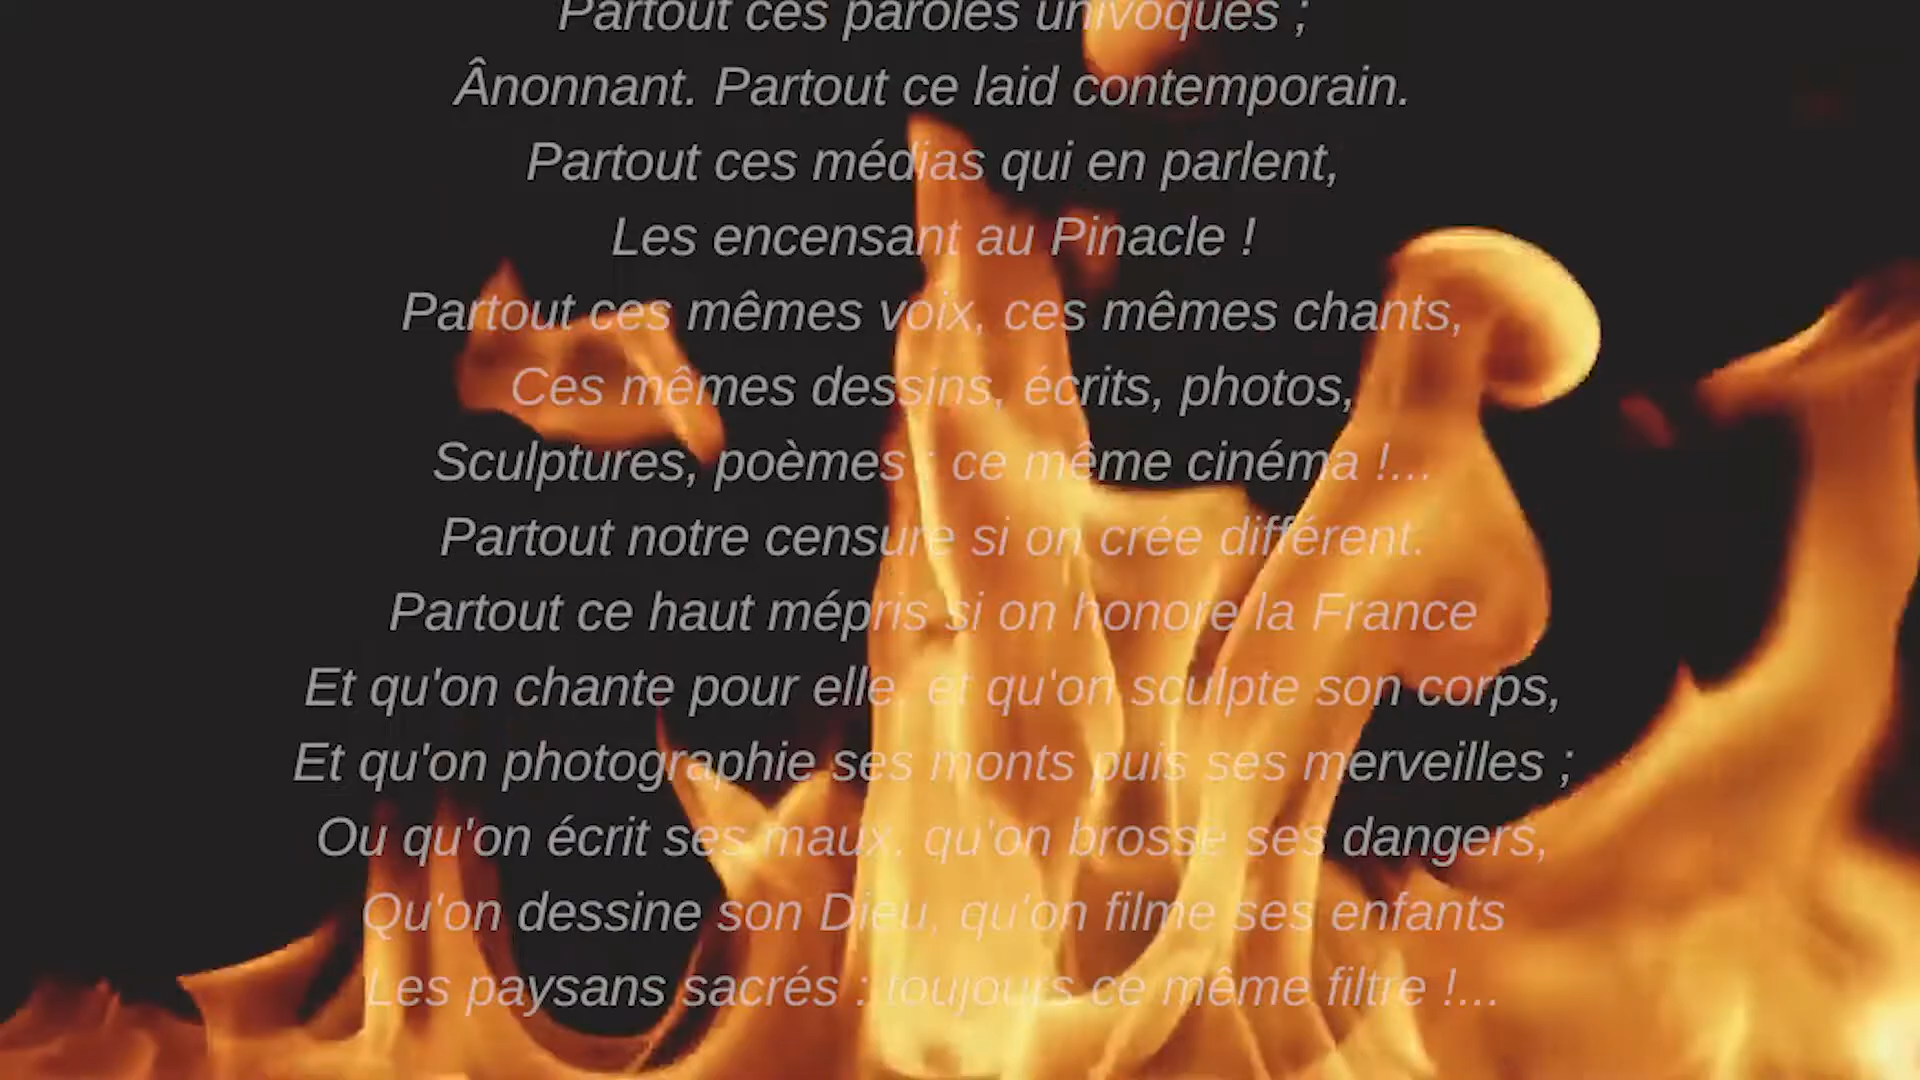 Partout ces paroles univoques ;
Ânonnant. Partout ce laid contemporain.
Partout ces médias qui en parlent,
Les encensant au Pinacle !
Partout ces mêmes voix, ces mêmes chants,
Ces mêmes dessins, écrits, photos,
Sculptures, poèmes ; ce même cinéma !...
Partout notre censure si on crée différent.
Partout ce haut mépris si on honore la France
Et qu'on chante pour elle, et qu'on sculpte son corps,
Et qu'on photographie ses monts puis ses merveilles ;
Ou qu'on écrit ses maux, qu'on brosse ses dangers,
Qu'on dessine son Dieu, qu'on filme ses enfants
Les paysans sacrés : toujours ce même filtre !...